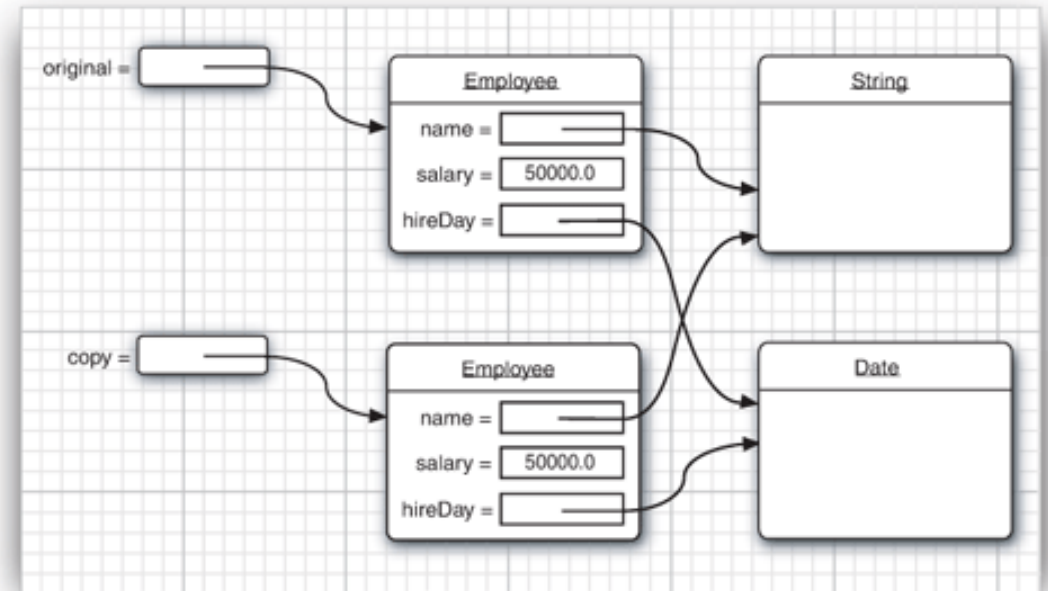 original =
Employee
name =
salary = 50000.0
hireDay =
String
copy =
Employee
name =
salary = 50000.0
hireDay =
Date